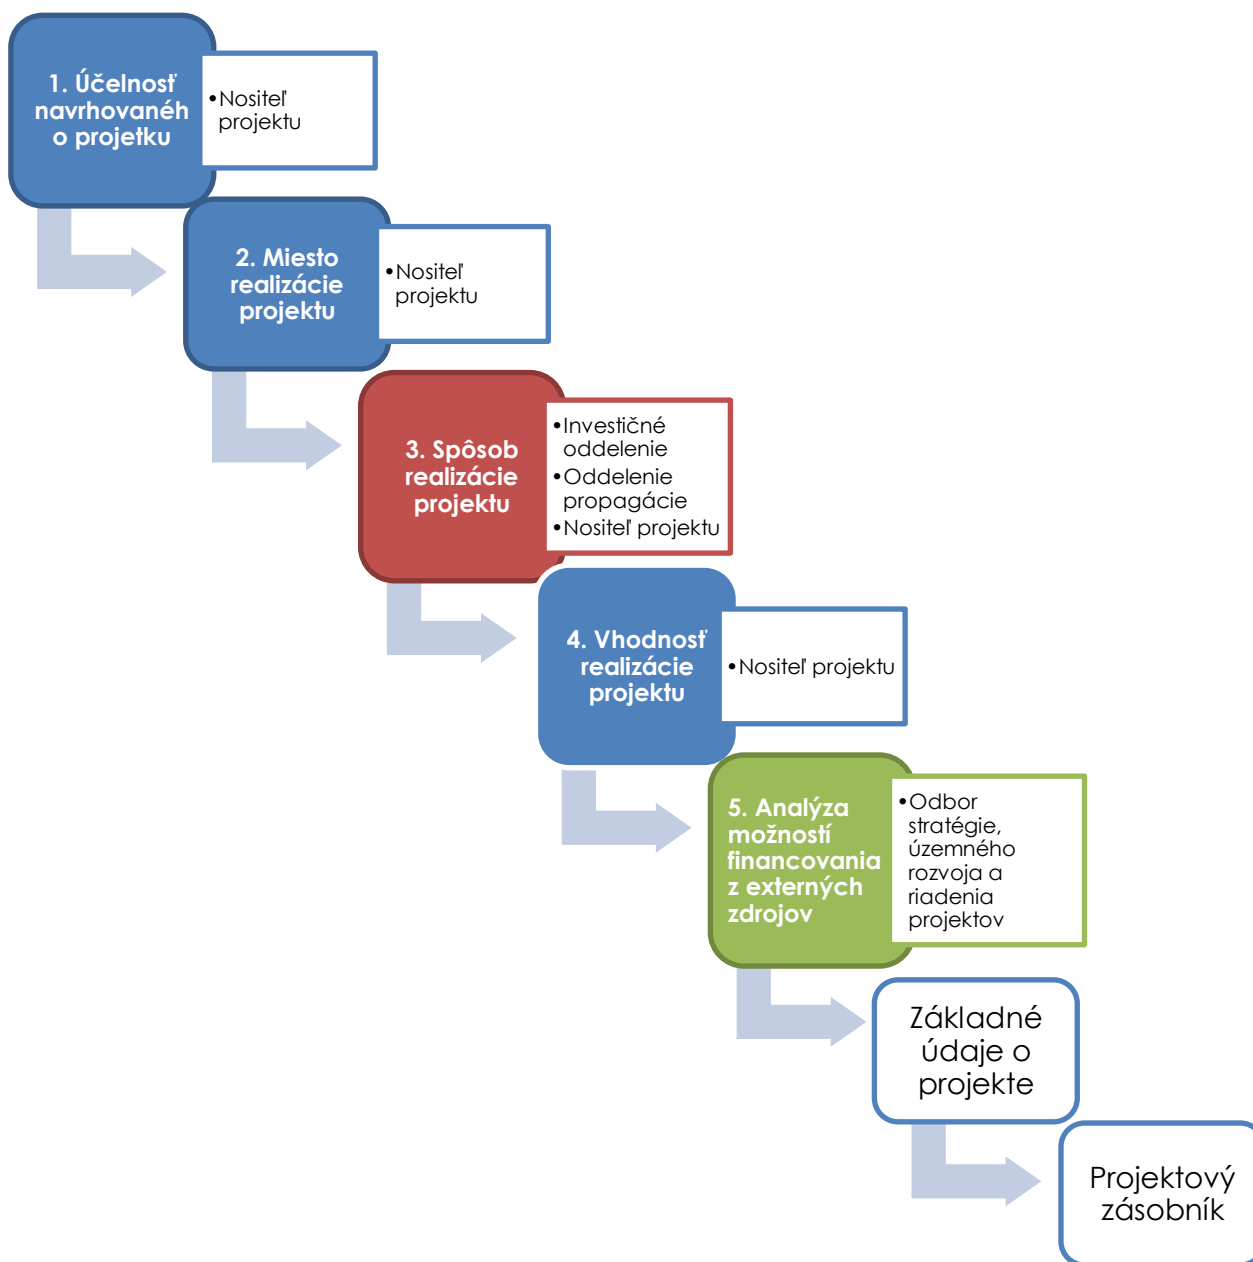 1. Účelnosť
navrhovanéh
o projetku
•Nositeľ
projektu
2. Miesto
realizácie
projektu
•Nositeľ
projektu
3. Spôsob
realizácie
projektu
•Investičné
oddelenie
•Oddelenie
propagácie
•Nositeľ projektu
4. Vhodnosť
realizácie
projektu
•Nositeľ projektu
5. Analýza
možností
financovania
z externých
zdrojov
•Odbor
stratégie,
územného
rozvoja a
riadenia
projektov
Základné
údaje o
projekte
Projektový
zásobník